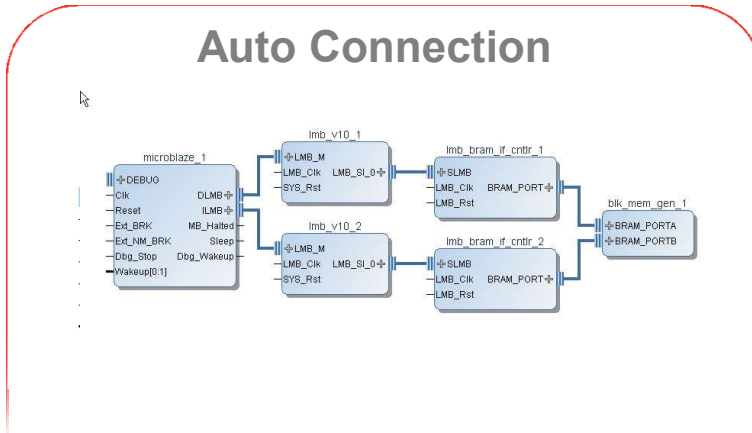 Auto Connection
microblaze_1
DEBUG
Clk
Reset
Ext_BRK
Ext_NM_BRK
Dbg_Stop
Wakeup[0:1]
DLMB
ILMB
MB_Halted
Sleep
Dbg_Wakeup
lmb_v10_1
LMB_M
LMB_Clk
SYS_Rst
LMB_Sl_0
lmb_v10_2
LMB_M
LMB_Clk
SYS_Rst
LMB_Sl_0
lmb_bram_if_cntlr_1
SLMB
LMB_Clk
LMB_Rst
BRAM_PORT
lmb_bram_if_cntlr_2
SLMB
LMB_Clk
LMB_Rst
BRAM_PORT
blk_mem_gen_1
BRAM_PORTA
BRAM_PORTB